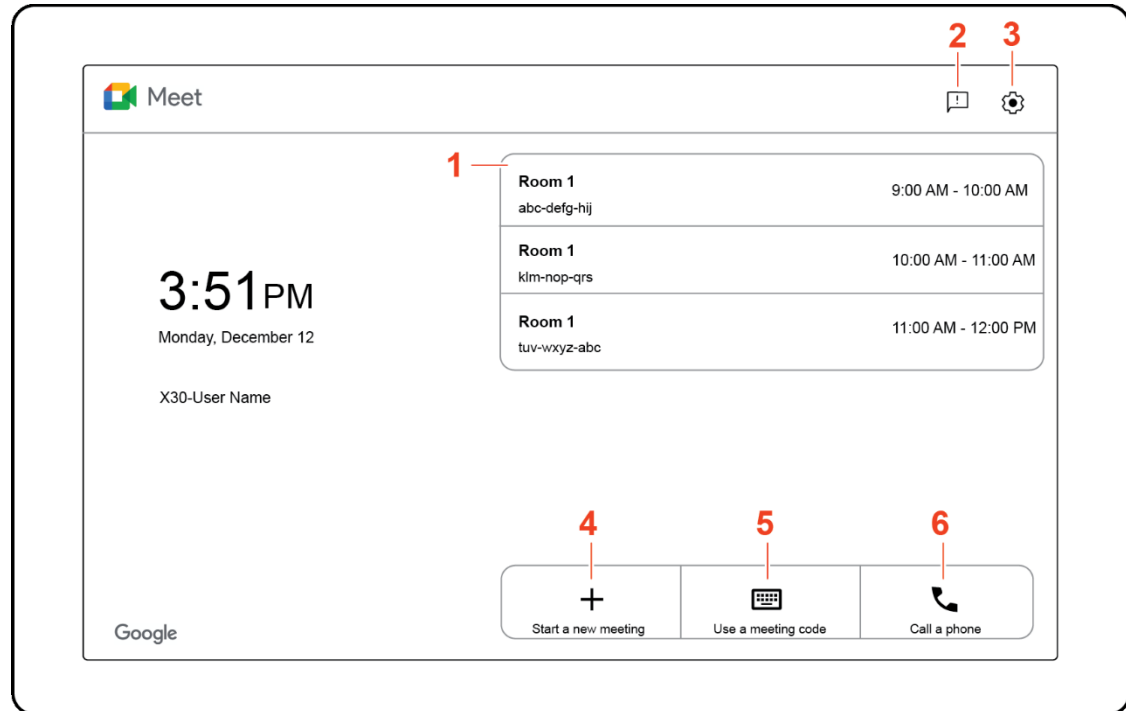 2 3
Meet
1
Room 1
abc-defg-hij
9:00 AM - 10:00 AM
Room 1
klm-nop-qrs
10:00 AM - 11:00 AM
Room 1
tuv-wxyz-abc
11:00 AM - 12:00 PM
3:51PM
Monday, December 12
X30-User Name
4 5 6
Start a new meeting
Use a meeting code
Call a phone
Google